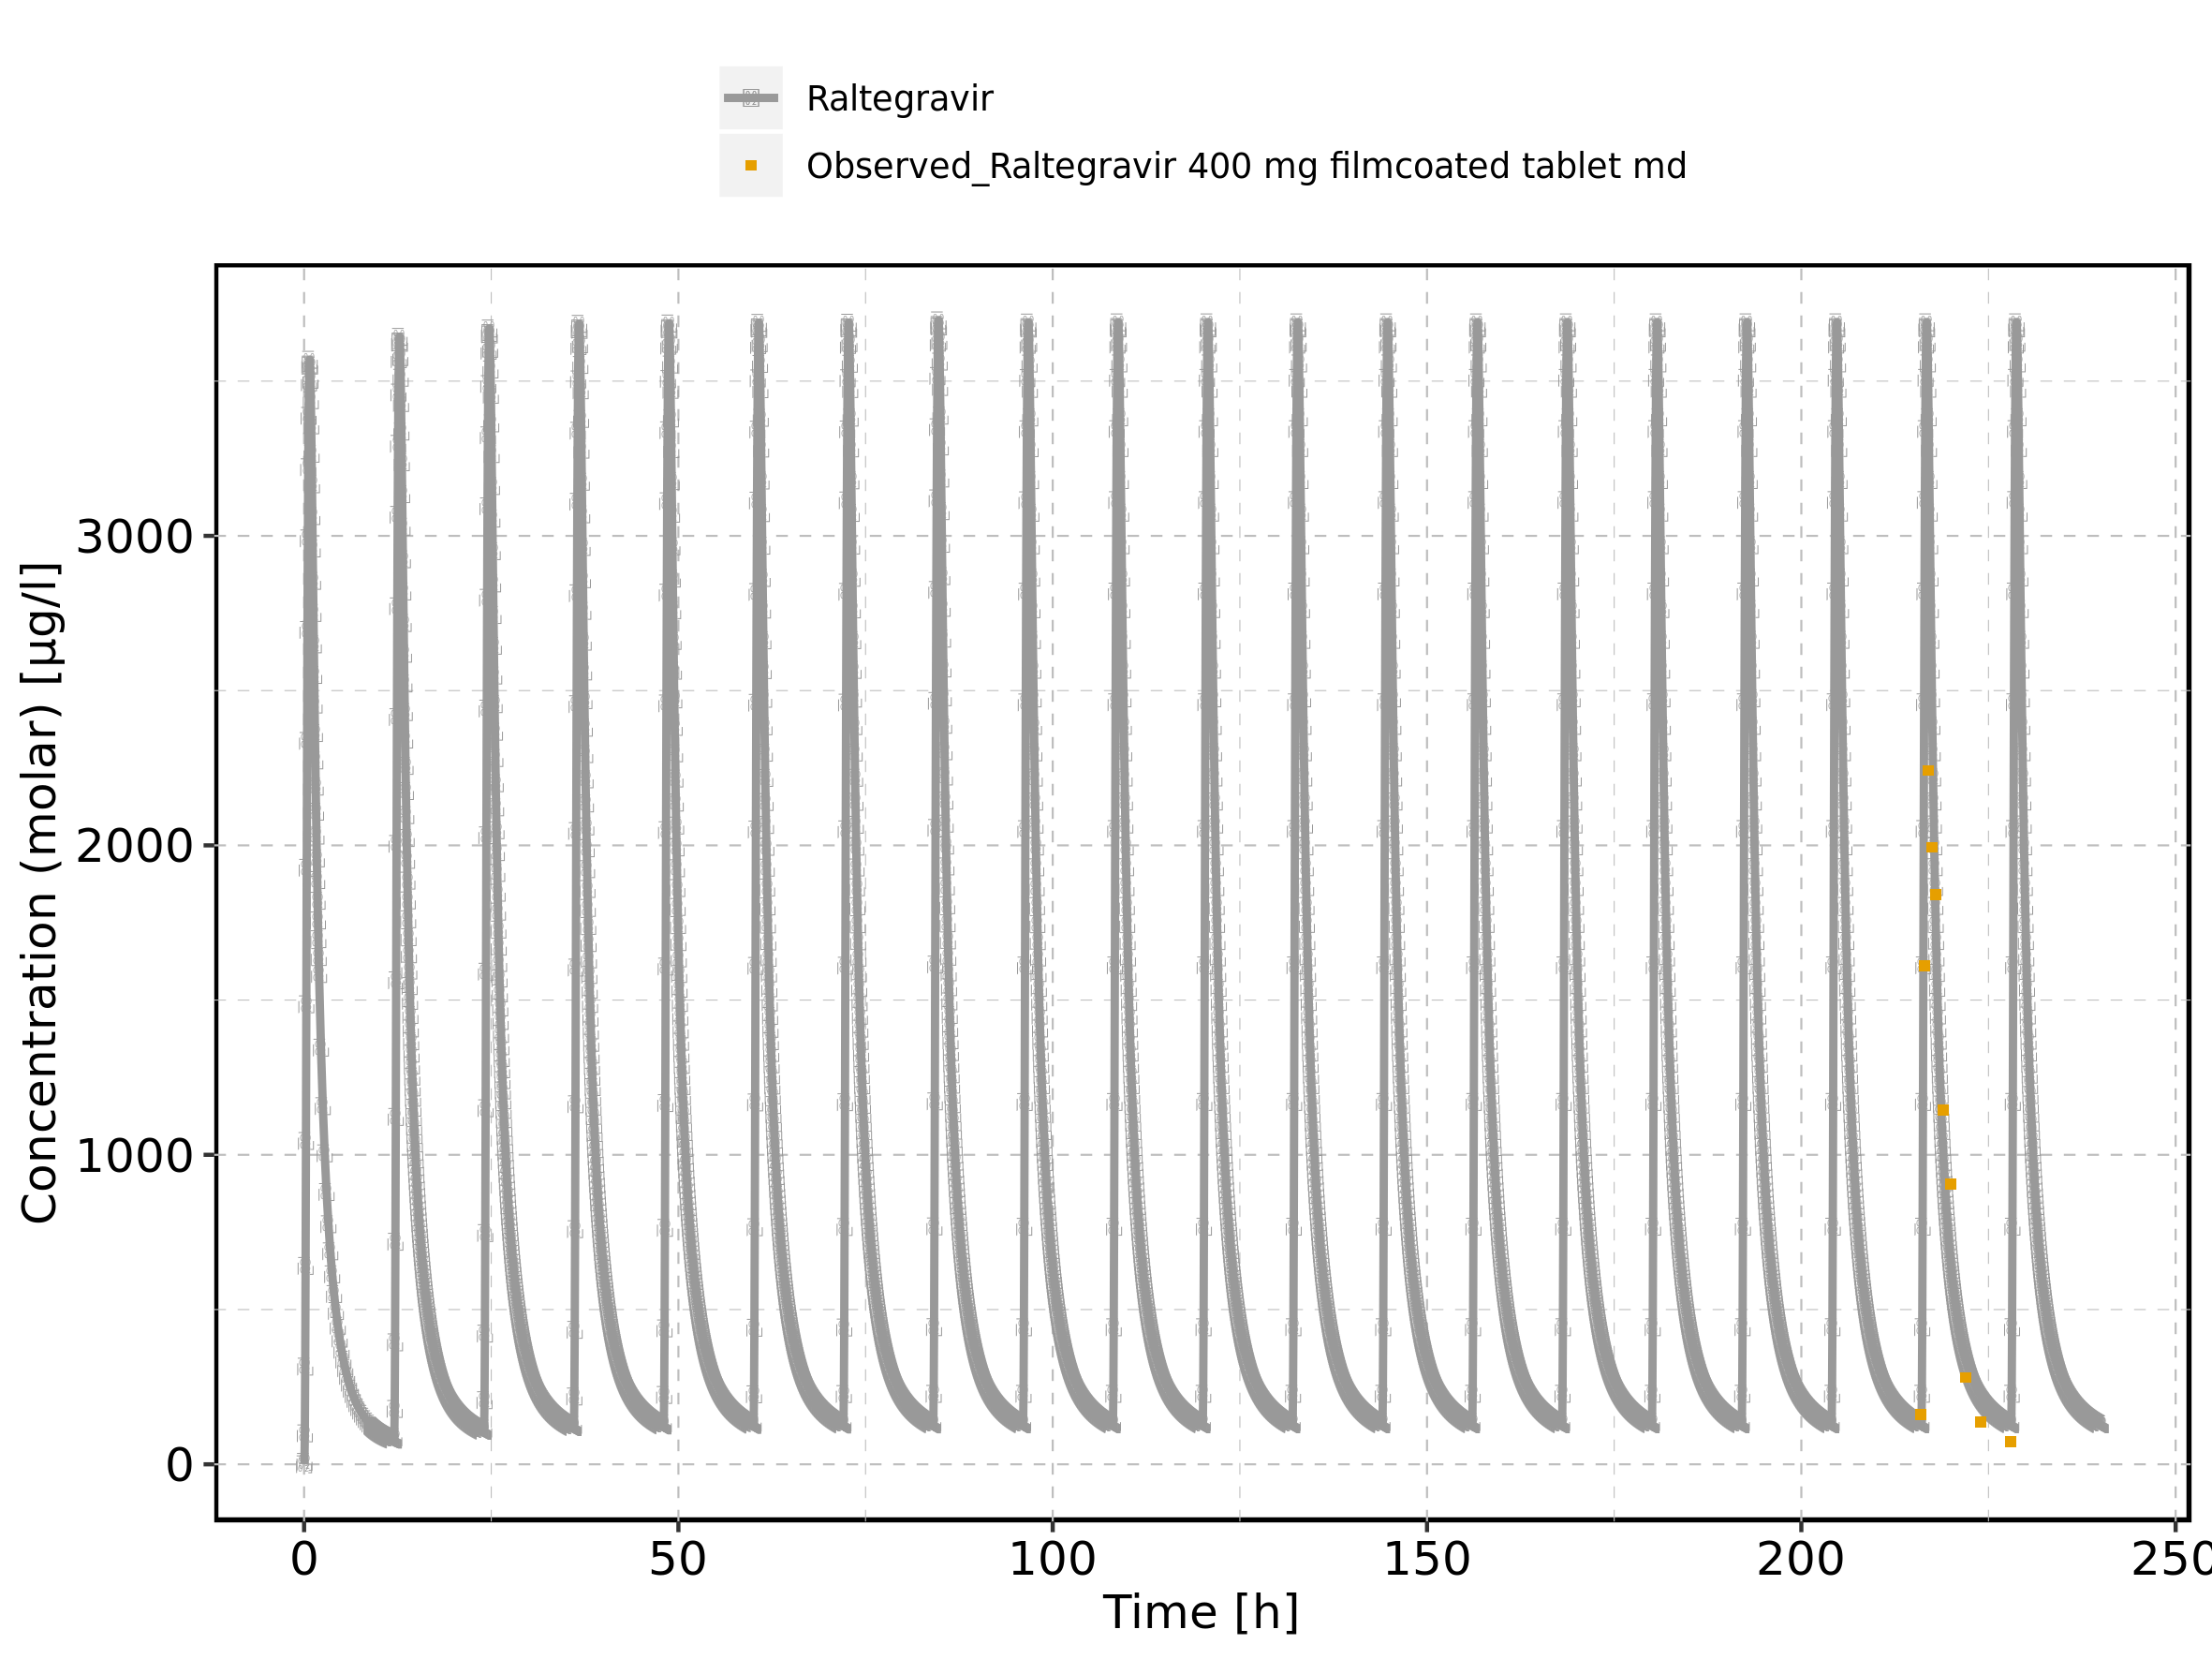 Raltegravir
Observed_Raltegravir 400 mg filmcoated tablet md
Concentration (molar) [µg/l]
3000
2000
1000
0
0 50 100 150 200 250
Time [h]